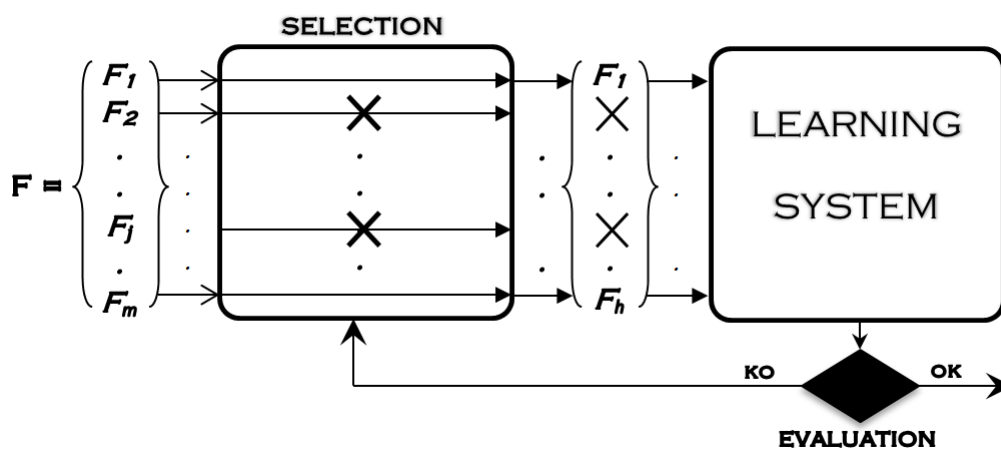 SELECTION
F =
F1
F2
.
.
Fj
.
Fm
F1
.
.
.
Fh
LEARNING
SYSTEM
KO
OK
EVALUATION